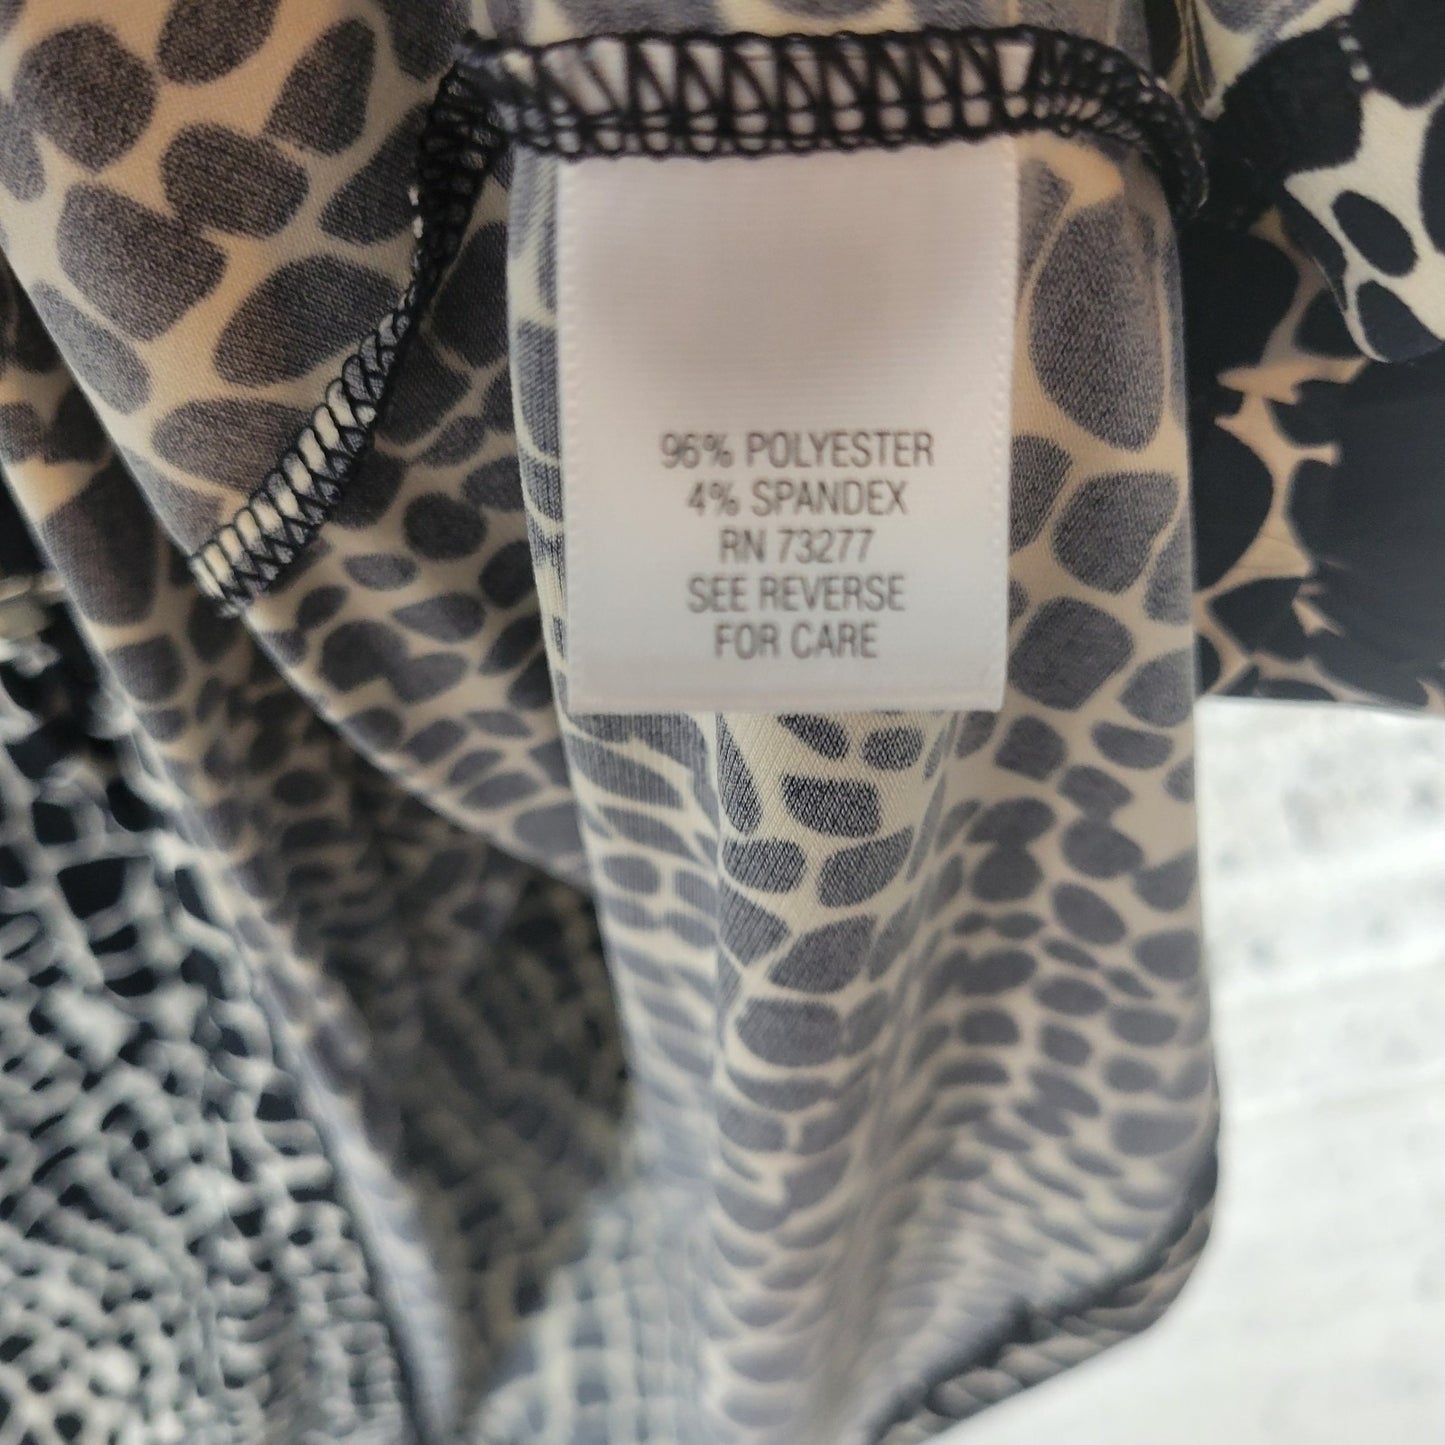 96% POLYESTER
4% SPANDEX
RN 73277
SEE REVERSE
FOR CARE